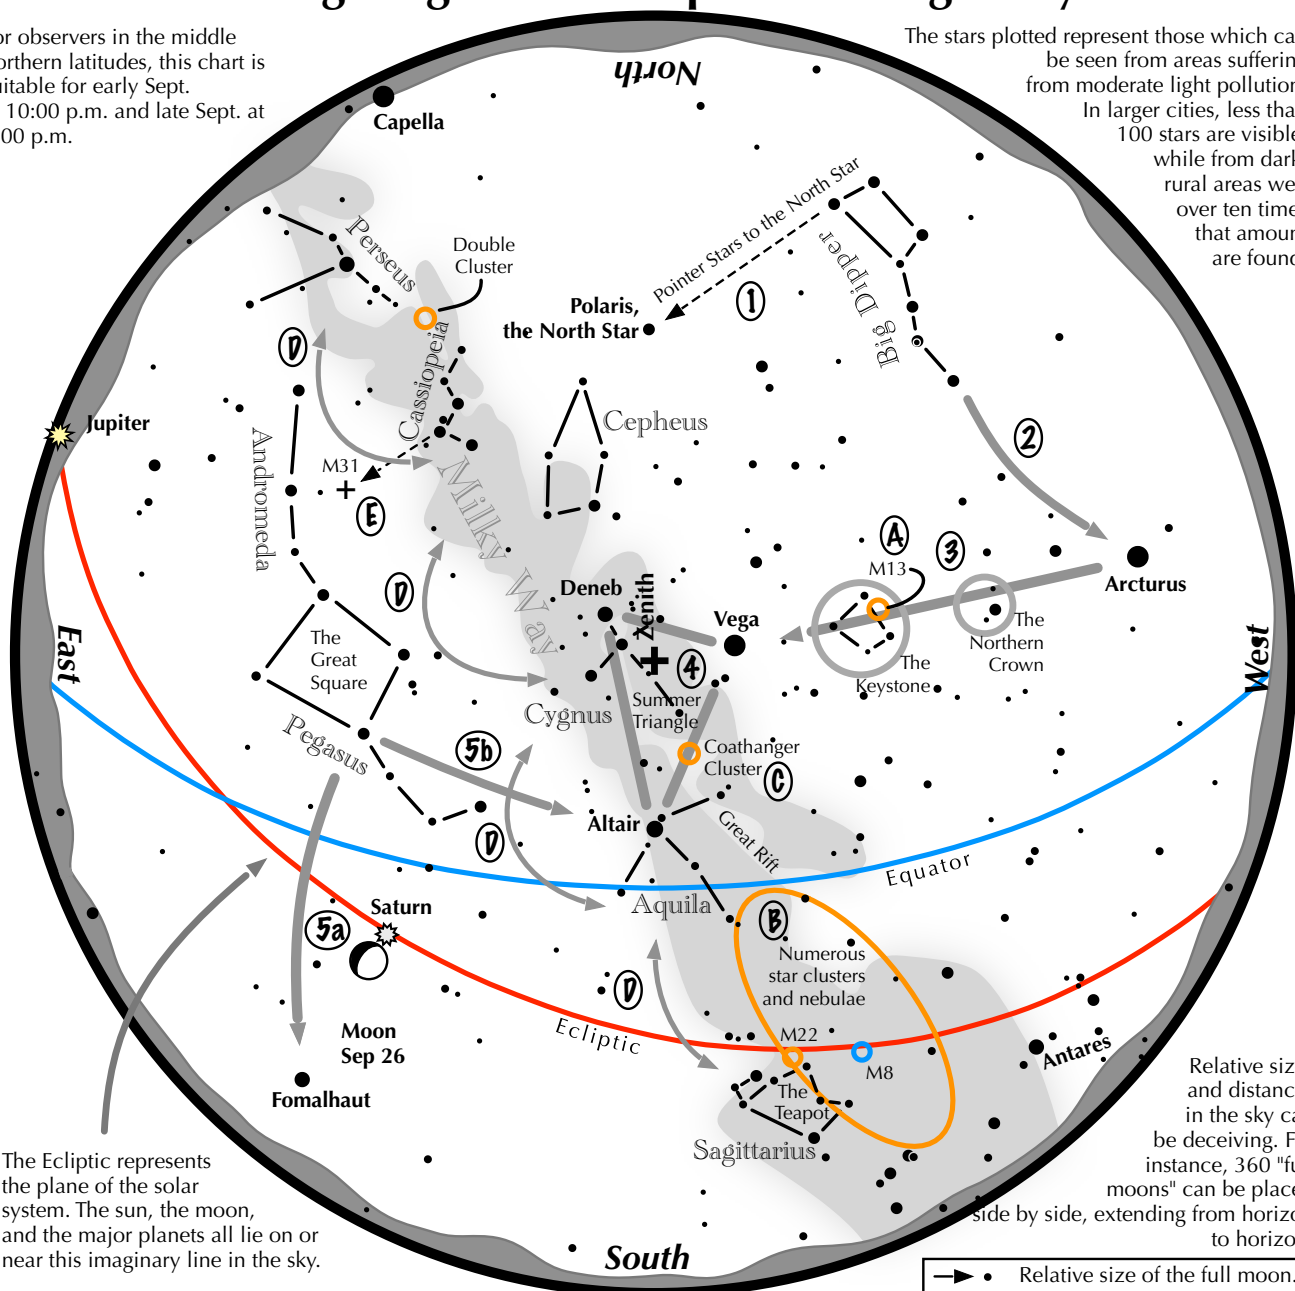 or observers in the middle
orthern latitudes, this chart is
uitable for early Sept.
10:00 p.m. and late Sept. at
00 p.m.
The stars plotted represent those which ca
be seen from areas sufferin
from moderate light pollution
In larger cities, less tha
100 stars are visible
while from dark
rural areas we
over ten time
that amour
are found
North
Capella
Perseus
Double
Cluster
Pointer Stars to the North Star
1
Polaris,
the North Star
Big Dipper
D
Cassiopeia
Jupiter
Cepheus
2
Andromeda
M31
E
Milky Way
A
3
M13
Arcturus
D
Deneb
Zenith
Vega
East
The
Great
Square
4
The
Keystone
The
Northern
Crown
West
Summer
Triangle
Cygnus
Pegasus
5b
Coathanger
Cluster
C
D
Altair
Great Rift
Equator
Aquila
Saturn
5a
B
Numerous
star clusters
and nebulae
D
Ecliptic
M22
M8
Antares
Moon
Sep 26
Fomalhaut
The
Teapot
Sagittarius
The Ecliptic represents
the plane of the solar
system. The sun, the moon,
and the major planets all lie on or
near this imaginary line in the sky.
Relative siz
and distanc
in the sky ca
be deceiving. F
instance, 360 "fu
moons" can be place
side by side, extending from horizo
to horizo
South
Relative size of the full moon.